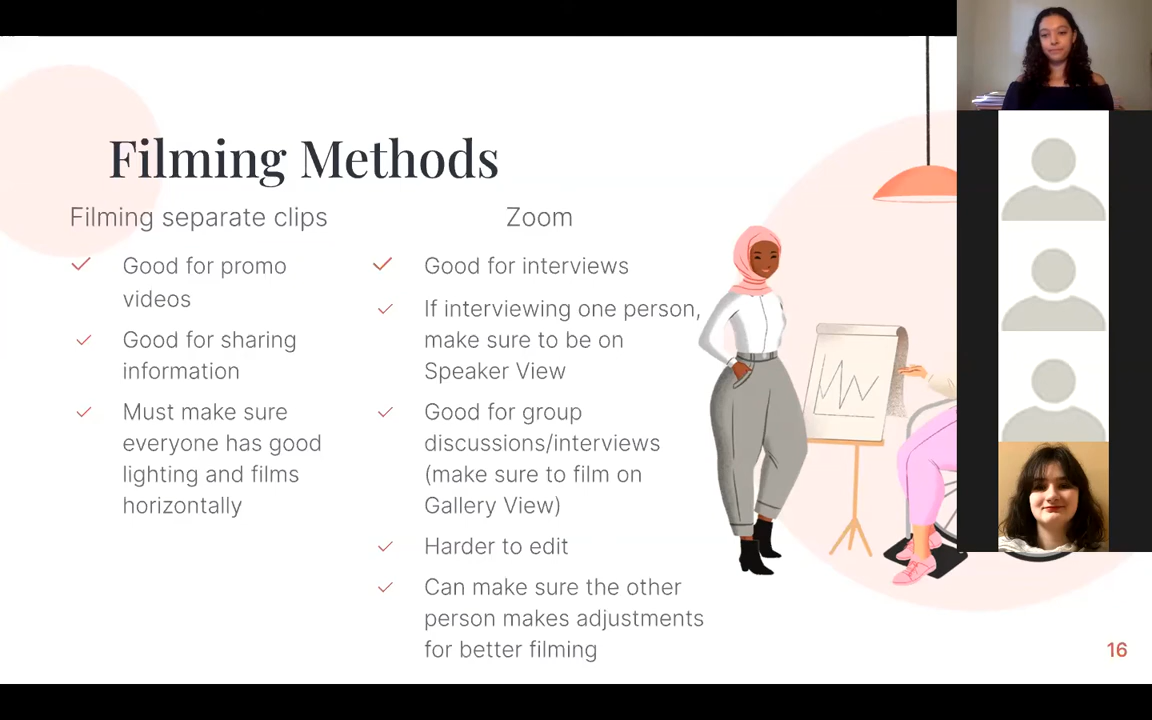 Filming Methods
Filming separate clips
Good for promo
videos
Good for sharing
information
Must make sure
everyone has good
lighting and films
horizontally
Zoom
Good for interviews
If interviewing one person,
make sure to be on
Speaker View
Good for group
discussions/interviews
(make sure to film on
Gallery View)
Harder to edit
Can make sure the other
person makes adjustments
for better filming
16